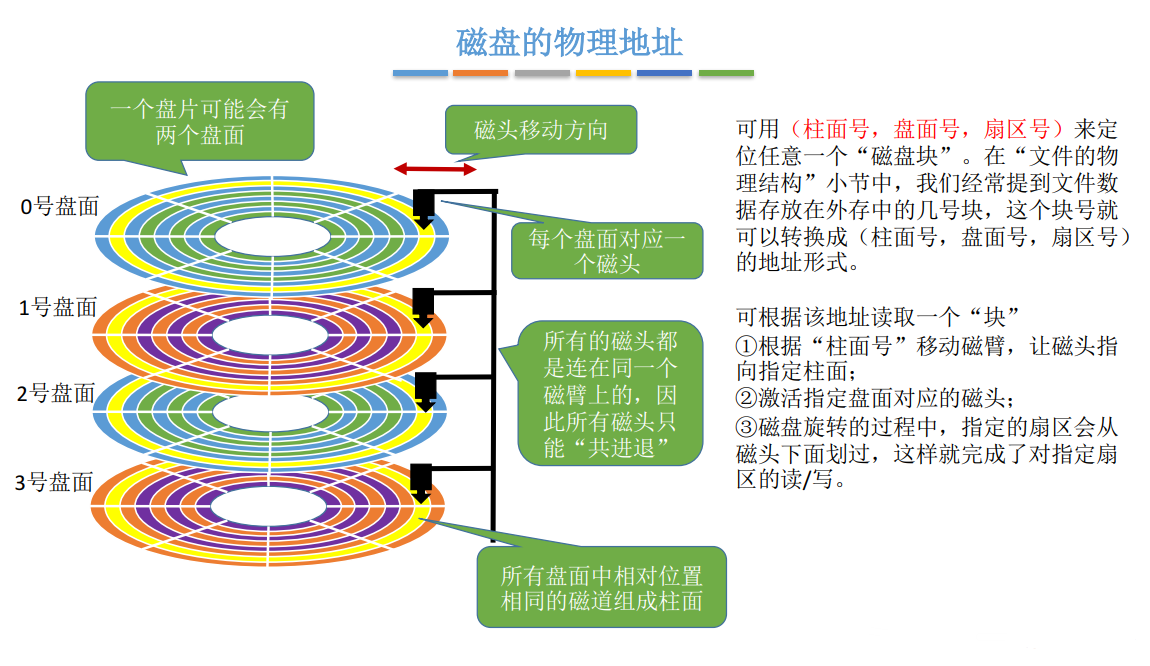 磁盘的物理地址
一个盘片可能会有
两个盘面
磁头移动方向
0号盘面
每个盘面对应一
个磁头
1号盘面
所有的磁头都
是连在同一个
磁臂上的，因
此所有磁头只
能“共进退”
2号盘面
3号盘面
所有盘面中相对位置
相同的磁道组成柱面
可用（柱面号，盘面号，扇区号）来定
位任意一个“磁盘块”。在“文件的物
理结构”小节中，我们经常提到文件数
据存放在外存中的几号块，这个块号就
可以转换成（柱面号，盘面号，扇区号）
的地址形式。
可根据该地址读取一个“块”
①根据“柱面号”移动磁臂，让磁头指
向指定柱面；
②激活指定盘面对应的磁头；
③磁盘旋转的过程中，指定的扇区会从
磁头下面划过，这样就完成了对指定扇
区的读/写。